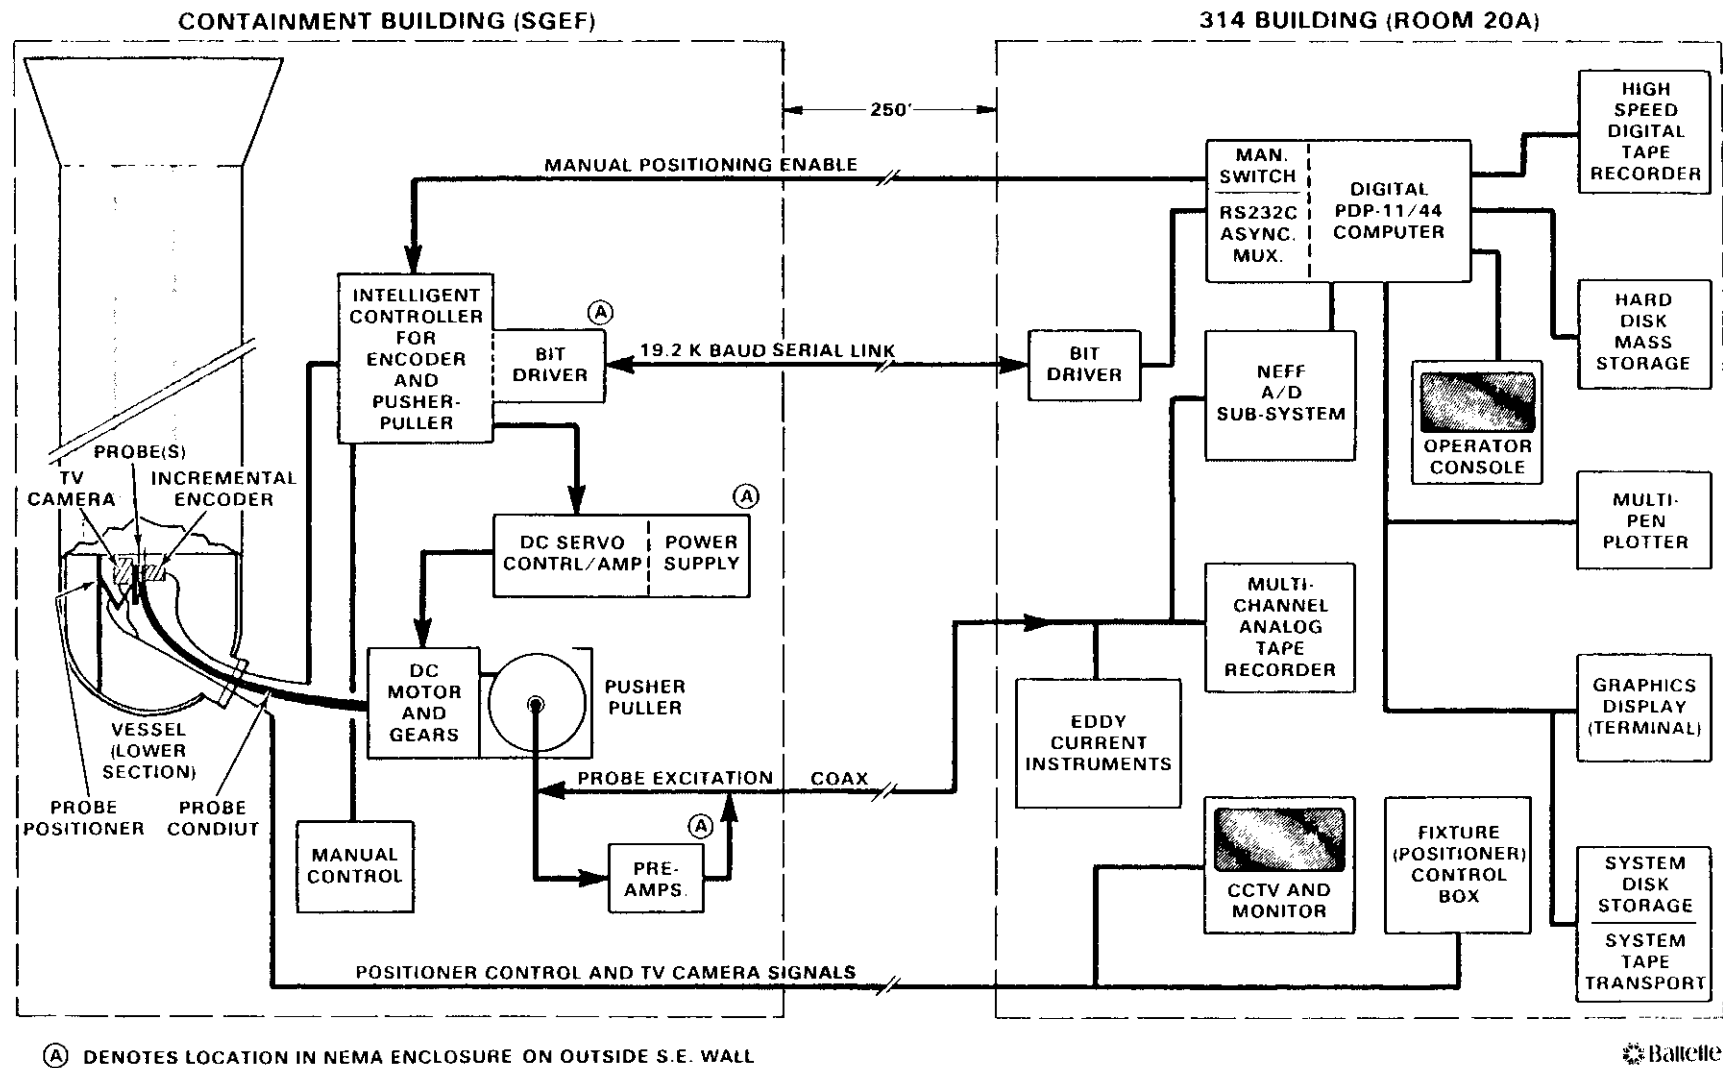 CONTAINMENT BUILDING (SGEF)
314 BUILDING (ROOM 20A)
250'
MANUAL POSITIONING ENABLE
MAN.
SWITCH
RS232C
ASYNC.
MUX.
DIGITAL
PDP-11/44
COMPUTER
HIGH
SPEED
DIGITAL
TAPE
RECORDER
INTELLIGENT
CONTROLLER
FOR
ENCODER
AND
PUSHER-
PULLER
A
BIT
DRIVER
19.2 K BAUD SERIAL LINK
BIT
DRIVER
NEFF
A/D
SUB-SYSTEM
HARD
DISK
MASS
STORAGE
OPERATOR
CONSOLE
PROBE(S)
TV
CAMERA
INCREMENTAL
ENCODER
A
DC SERVO
CONTRL/AMP
POWER
SUPPLY
MULTI-
PEN
PLOTTER
MULTI-
CHANNEL
ANALOG
TAPE
RECORDER
DC
MOTOR
AND
GEARS
PUSHER
PULLER
EDDY
CURRENT
INSTRUMENTS
GRAPHICS
DISPLAY
(TERMINAL)
VESSEL
(LOWER
SECTION)
PROBE
POSITIONER
PROBE
CONDIUT
PROBE EXCITATION
COAX
MANUAL
CONTROL
A
PRE-
AMPS.
CCTV AND
MONITOR
FIXTURE
(POSITIONER)
CONTROL
BOX
SYSTEM
DISK
STORAGE
SYSTEM
TAPE
TRANSPORT
POSITIONER CONTROL AND TV CAMERA SIGNALS
A DENOTES LOCATION IN NEMA ENCLOSURE ON OUTSIDE S.E. WALL
Battelle